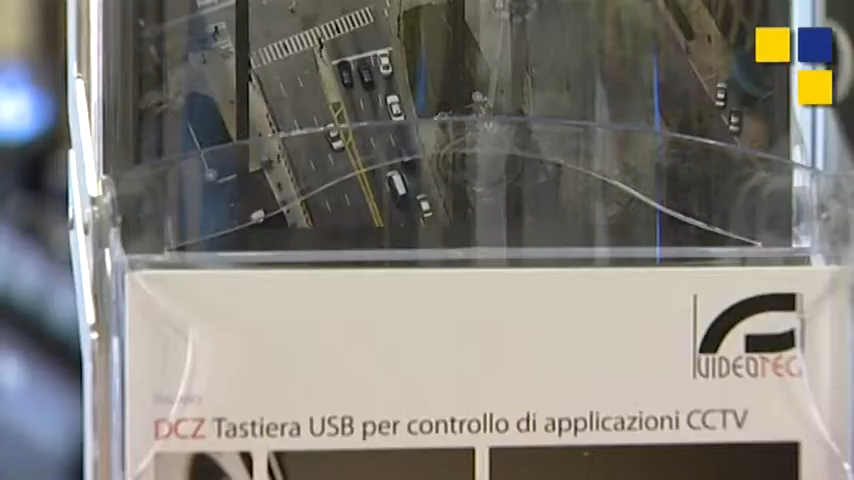 VIDEOTEC
DCZ Tastiera USB per controllo di applicazioni CCTV